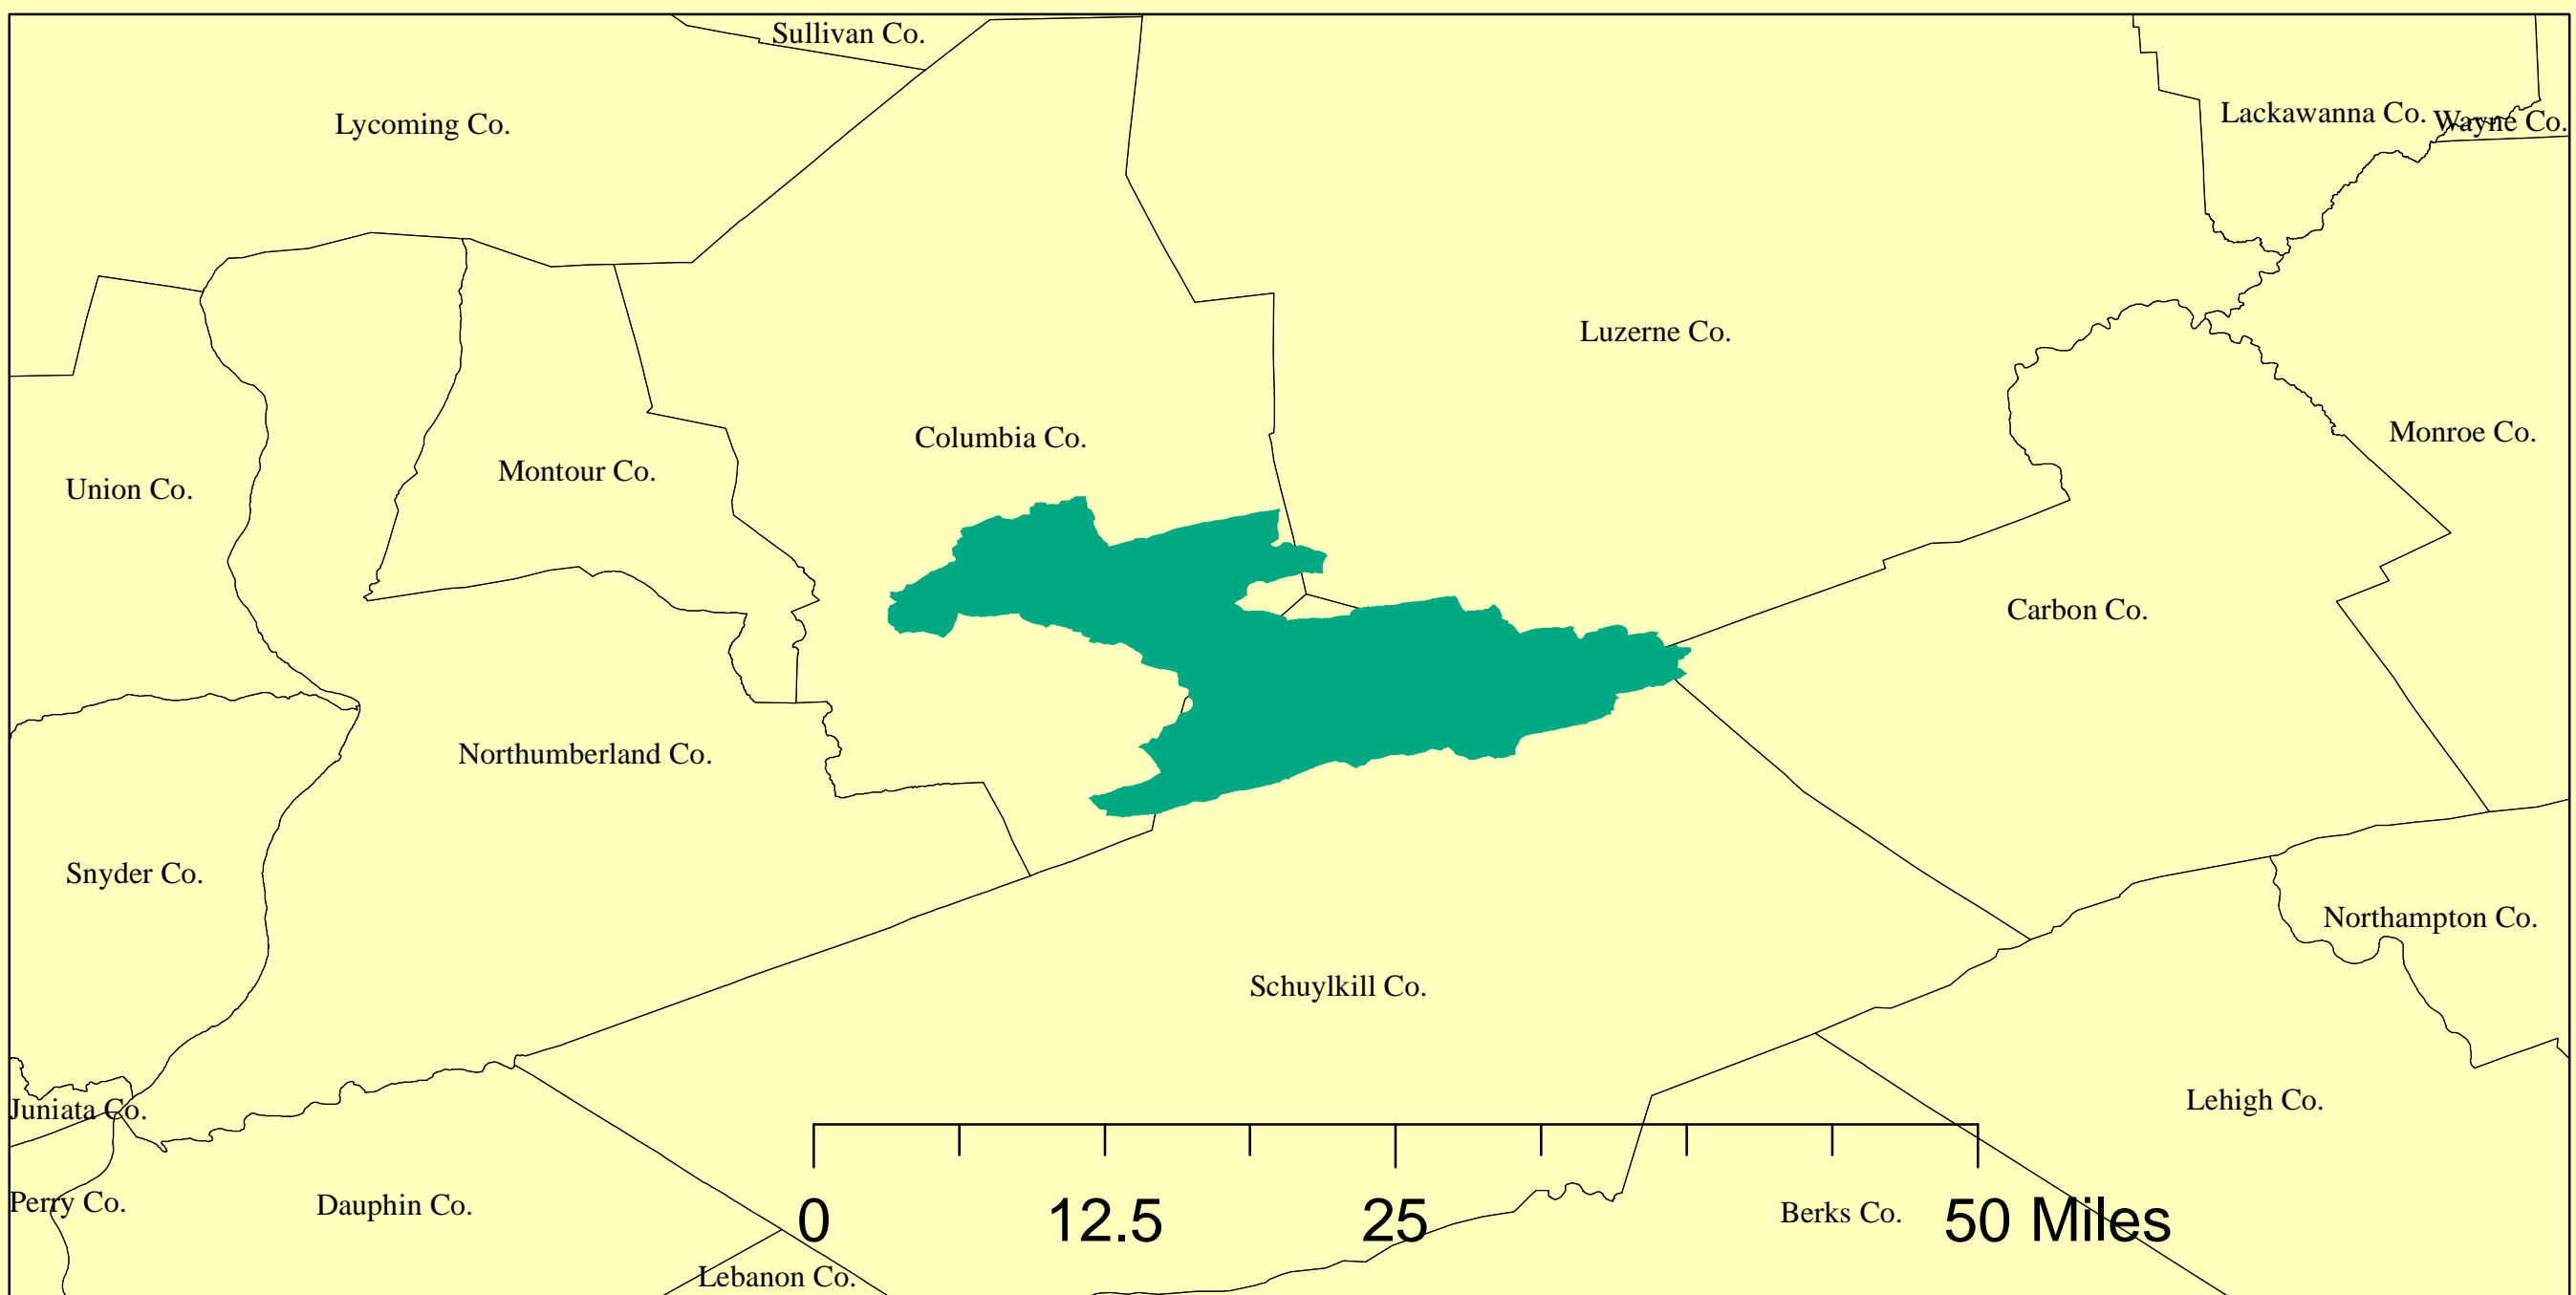 Sullivan Co.
Lycoming Co.
Lackawanna Co.
Wayne Co.
Luzerne Co.
Columbia Co.
Monroe Co.
Montour Co.
Union Co.
Carbon Co.
Northumberland Co.
Snyder Co.
Northampton Co.
Schuylkill Co.
Juniata Co.
Lehigh Co.
Perry Co.
Dauphin Co.
Berks Co.
0 12.5 25 50 Miles
Lebanon Co.